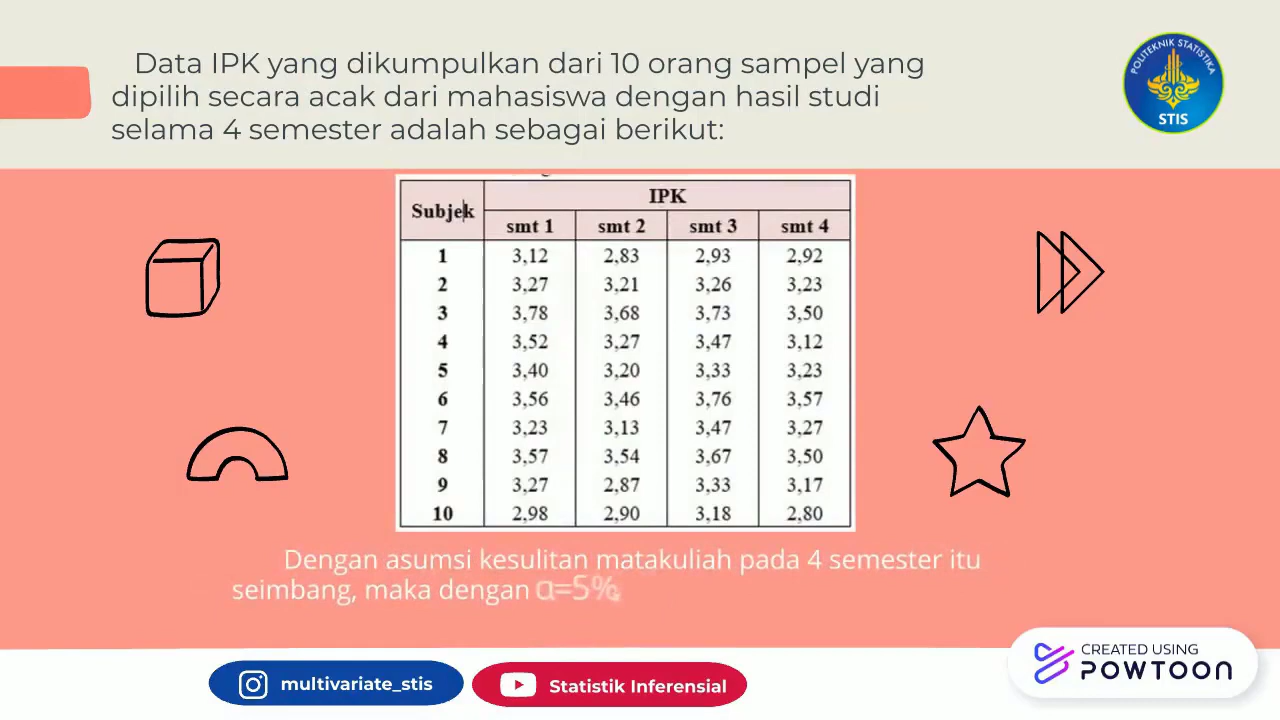 Data IPK yang dikumpulkan dari 10 orang sampel yang
dipilih secara acak dari mahasiswa dengan hasil studi
selama 4 semester adalah sebagai berikut:
POLITEKNIK STATISTIKA
STIS
Subjek IPK
smt 1 smt 2 smt 3 smt 4
1 3,12 2,83 2,93 2,92
2 3,27 3,21 3,26 3,23
3 3,78 3,68 3,73 3,50
4 3,52 3,27 3,47 3,12
5 3,40 3,20 3,33 3,23
6 3,56 3,46 3,76 3,57
7 3,23 3,13 3,47 3,27
8 3,57 3,54 3,67 3,50
9 3,27 2,87 3,33 3,17
10 2,98 2,90 3,18 2,80
Dengan asumsi kesulitan matakuliah pada 4 semester itu
seimbang, maka dengan α=5%
multivariate_stis
Statistik Inferensial
CREATED USING
POWTOON